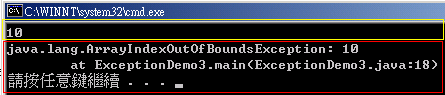 C:\WINNT\system32\cmd.exe
10
java.lang.ArrayIndexOutOfBoundsException: 10
at ExceptionDemo3.main(ExceptionDemo3.java:18)
請按任意鍵繼續 . . .